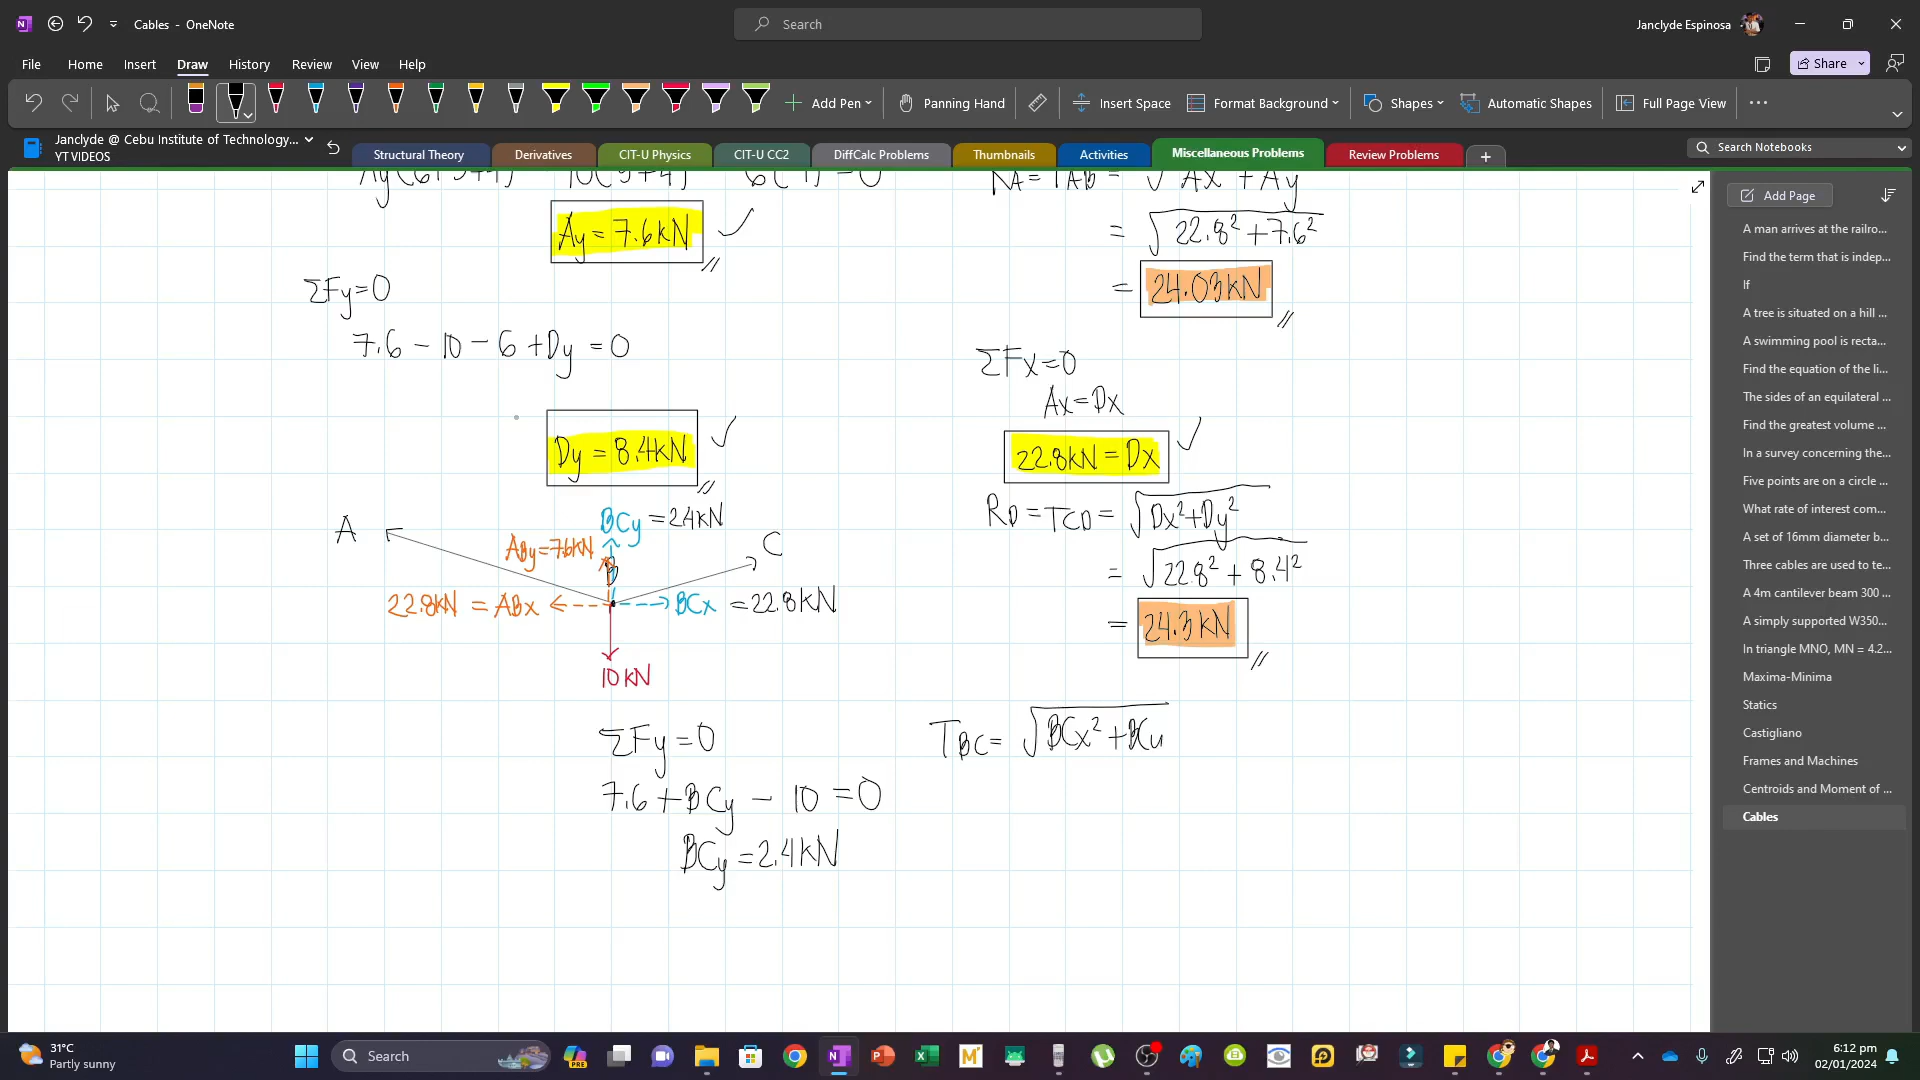 Cables - OneNote
Search
Janclyde Espinosa
File Home Insert Draw History Review View Help
Share
Add Pen
Panning Hand
Insert Space
Format Background
Shapes
Automatic Shapes
Full Page View
Janclyde @ Cebu Institute of Technology...
YT VIDEOS
Structural Theory
Derivatives
CIT-U Physics
CIT-U CC2
DiffCalc Problems
Thumbnails
Activities
Miscellaneous Problems
Review Problems
Search Notebooks
Ay = 7.6kN
ΣFy=0
7.6 - 10 - 6 + Dy = 0
Dy = 8.4kN
BCy = 2.4kN
A
ABy = 7.6kN
B
C
22.8kN = ABx
BCx = 22.8kN
10kN
ΣFy = 0
7.6 + BCy - 10 = 0
BCy = 2.4kN
RA = TAB = √Ax + Ay
= √22.8² + 7.6²
= 24.03kN
ΣFx=0
Ax = Dx
22.8kN = Dx
RD = TCD = √Dx² + Dy²
= √22.8² + 8.4²
= 24.3kN
TBC = √BCx² + BC
Add Page
A man arrives at the railro...
Find the term that is indep...
If
A tree is situated on a hill ...
A swimming pool is recta...
Find the equation of the li...
The sides of an equilateral ...
Find the greatest volume ...
In a survey concerning the...
Five points are on a circle ...
What rate of interest com...
A set of 16mm diameter b...
Three cables are used to te...
A 4m cantilever beam 300 ...
A simply supported W350...
In triangle MNO, MN = 4.2...
Maxima-Minima
Statics
Castigliano
Frames and Machines
Centroids and Moment of ...
Cables
31°C
Partly sunny
Search
6:12 pm
02/01/2024